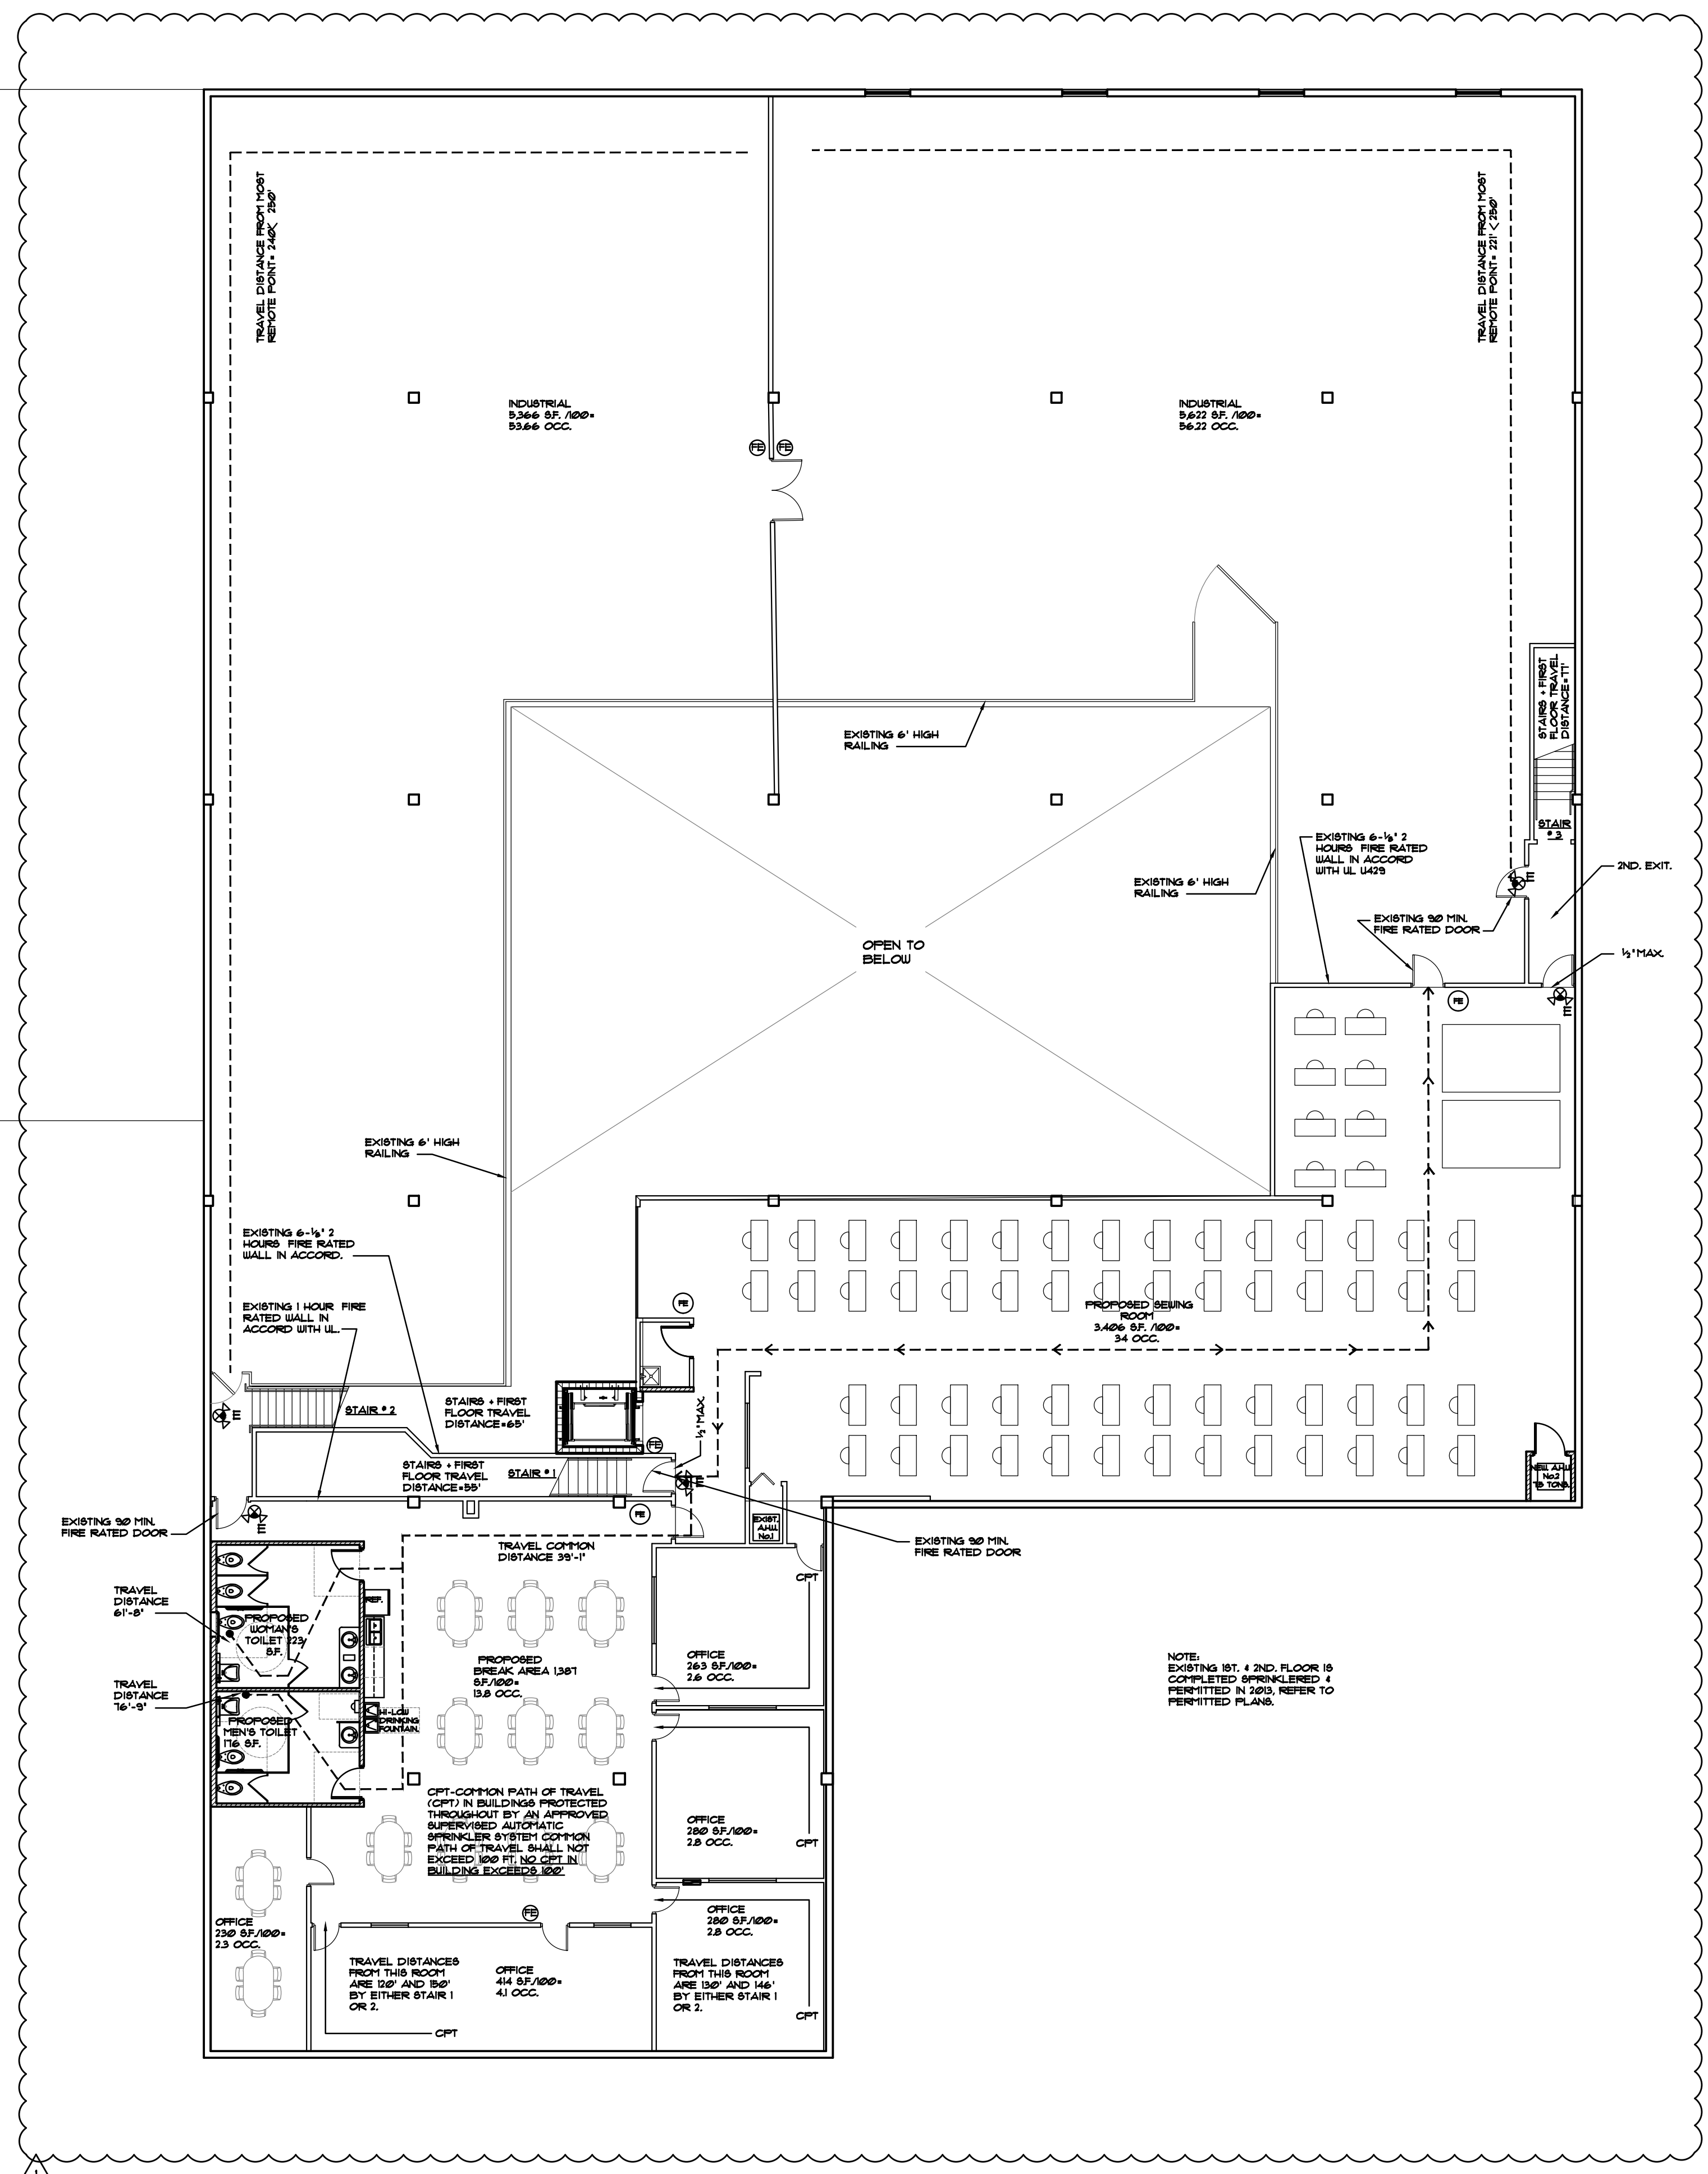 TRAVEL DISTANCE FROM MOST
REMOTE POINT= 240'< 250'
TRAVEL DISTANCE FROM MOST
REMOTE POINT= 221' < 250'
INDUSTRIAL
5,366 S.F. /100=
53.66 OCC.
INDUSTRIAL
5,622 S.F. /100=
56.22 OCC.
FE
FE
STAIRS + FIRST
FLOOR TRAVEL
DISTANCE=77'
EXISTING 6' HIGH
RAILING
STAIR
#3
EXISTING 6-1/8" 2
HOURS FIRE RATED
WALL IN ACCORD
WITH UL U429
2ND. EXIT.
EXISTING 6' HIGH
RAILING
E
EXISTING 90 MIN.
FIRE RATED DOOR
OPEN TO
BELOW
1/2" MAX.
FE
E
EXISTING 6' HIGH
RAILING
EXISTING 6-1/8" 2
HOURS FIRE RATED
WALL IN ACCORD.
EXISTING 1 HOUR FIRE
RATED WALL IN
ACCORD WITH UL.
FE
PROPOSED SEWING
ROOM
3,406 S.F. /100=
34 OCC.
E
STAIR #2
STAIRS + FIRST
FLOOR TRAVEL
DISTANCE=65'
1/2" MAX.
FE
STAIRS + FIRST
FLOOR TRAVEL
DISTANCE=55'
STAIR #1
E
NEW A.H.U.
No.2
7.5 TONS
EXISTING 90 MIN.
FIRE RATED DOOR
E
FE
EXIST.
A.H.U.
No.1
EXISTING 90 MIN.
FIRE RATED DOOR
TRAVEL COMMON
DISTANCE 39'-1"
CPT
TRAVEL
DISTANCE
61'-8"
REF.
PROPOSED
WOMAN'S
TOILET 223
S.F.
PROPOSED
BREAK AREA 1,387
S.F./100=
13.8 OCC.
OFFICE
263 S.F./100=
2.6 OCC.
NOTE:
EXISTING 1ST. & 2ND. FLOOR IS
COMPLETED SPRINKLERED &
PERMITTED IN 2013, REFER TO
PERMITTED PLANS.
TRAVEL
DISTANCE
76'-9"
PROPOSED
MEN'S TOILET
176 S.F.
HI-LOW
DRINKING
FOUNTAIN.
CPT-COMMON PATH OF TRAVEL
(CPT) IN BUILDINGS PROTECTED
THROUGHOUT BY AN APPROVED
SUPERVISED AUTOMATIC
SPRINKLER SYSTEM COMMON
PATH OF TRAVEL SHALL NOT
EXCEED 100 FT. NO CPT IN
BUILDING EXCEEDS 100'
OFFICE
280 S.F./100=
2.8 OCC.
CPT
FE
OFFICE
280 S.F./100=
2.8 OCC.
OFFICE
230 S.F./100=
2.3 OCC.
TRAVEL DISTANCES
FROM THIS ROOM
ARE 120' AND 150'
BY EITHER STAIR 1
OR 2.
OFFICE
414 S.F./100=
4.1 OCC.
TRAVEL DISTANCES
FROM THIS ROOM
ARE 130' AND 146'
BY EITHER STAIR 1
OR 2.
CPT
CPT